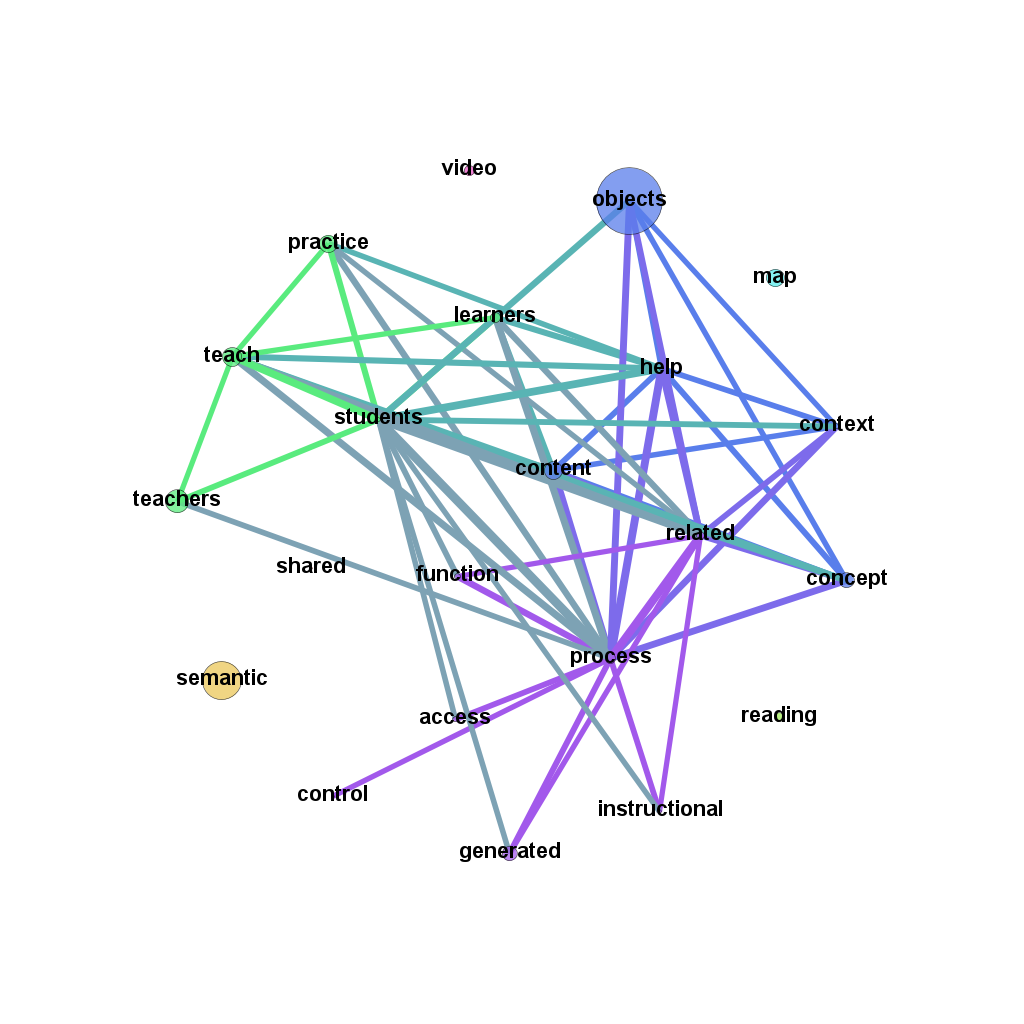 video
objects
practice
map
learners
teach
help
students
context
content
teachers
related
shared
function
concept
process
semantic
access
reading
control
instructional
generated